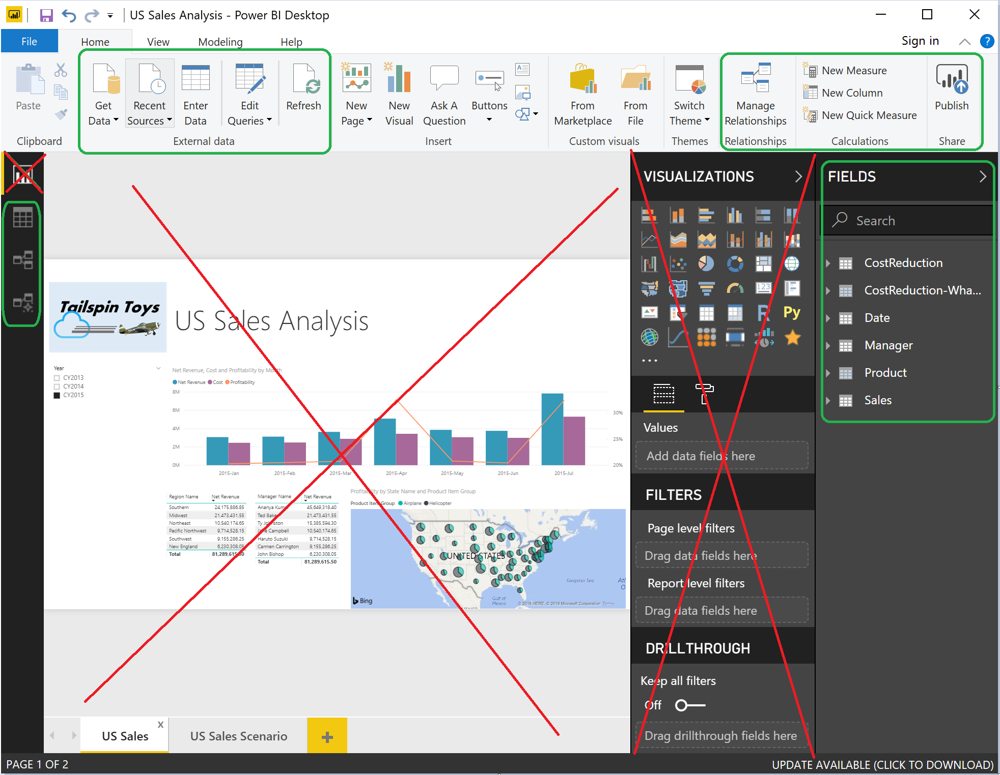 US Sales Analysis - Power BI Desktop
File
Home
View
Modeling
Help
Sign in
?
Paste
Clipboard
Get
Data
Recent
Sources
Enter
Data
Edit
Queries
Refresh
External data
New
Page
New
Visual
Ask A
Question
Buttons
A
Insert
From
Marketplace
From
File
Custom visuals
Switch
Theme
Themes
Manage
Relationships
Relationships
New Measure
New Column
New Quick Measure
Calculations
Publish
Share
Tailspin Toys
US Sales Analysis
Year
CY2013
CY2014
CY2015
Net Revenue, Cost and Profitability by Month
Net Revenue Cost Profitability
8M
6M
4M
2M
0M
30%
25%
20%
2015-Jan 2015-Feb 2015-Mar 2015-Apr 2015-May 2015-Jun 2015-Jul
Region Name Net Revenue
Southern 24,175,886.85
Midwest 21,473,431.55
Northeast 10,540,174.65
Pacific Northwest 9,714,528.15
Southwest 9,155,286.25
New England 6,230,308.05
Total 81,289,615.50
Manager Name Net Revenue
Ananya Kumar 45,649,318.40
Ted Baker 21,473,431.55
Ty Johnston 15,385,594.30
Jane Campbell 10,540,174.65
Haruto Suzuki 9,714,528.15
Carmen Carrington 9,155,286.25
John Bishop 6,230,308.05
Total 81,289,615.50
Profitability by State Name and Product Item Group
Product Item Group Airplane Helicopter
UNITED STATES
Sargasso Sea
Gulf of
Mexico
MEXICO
Atl
O
Bing
© 2018 HERE, © 2019 Microsoft Corporation Terms
US Sales
x
US Sales Scenario
+
VISUALIZATIONS
123
R
Py
...
Values
Add data fields here
FILTERS
Page level filters
Drag data fields here
Report level filters
Drag data fields here
DRILLTHROUGH
Keep all filters
Off
Drag drillthrough fields here
FIELDS
Search
CostReduction
CostReduction-Wha...
Date
Manager
Product
Sales
PAGE 1 OF 2
UPDATE AVAILABLE (CLICK TO DOWNLOAD)